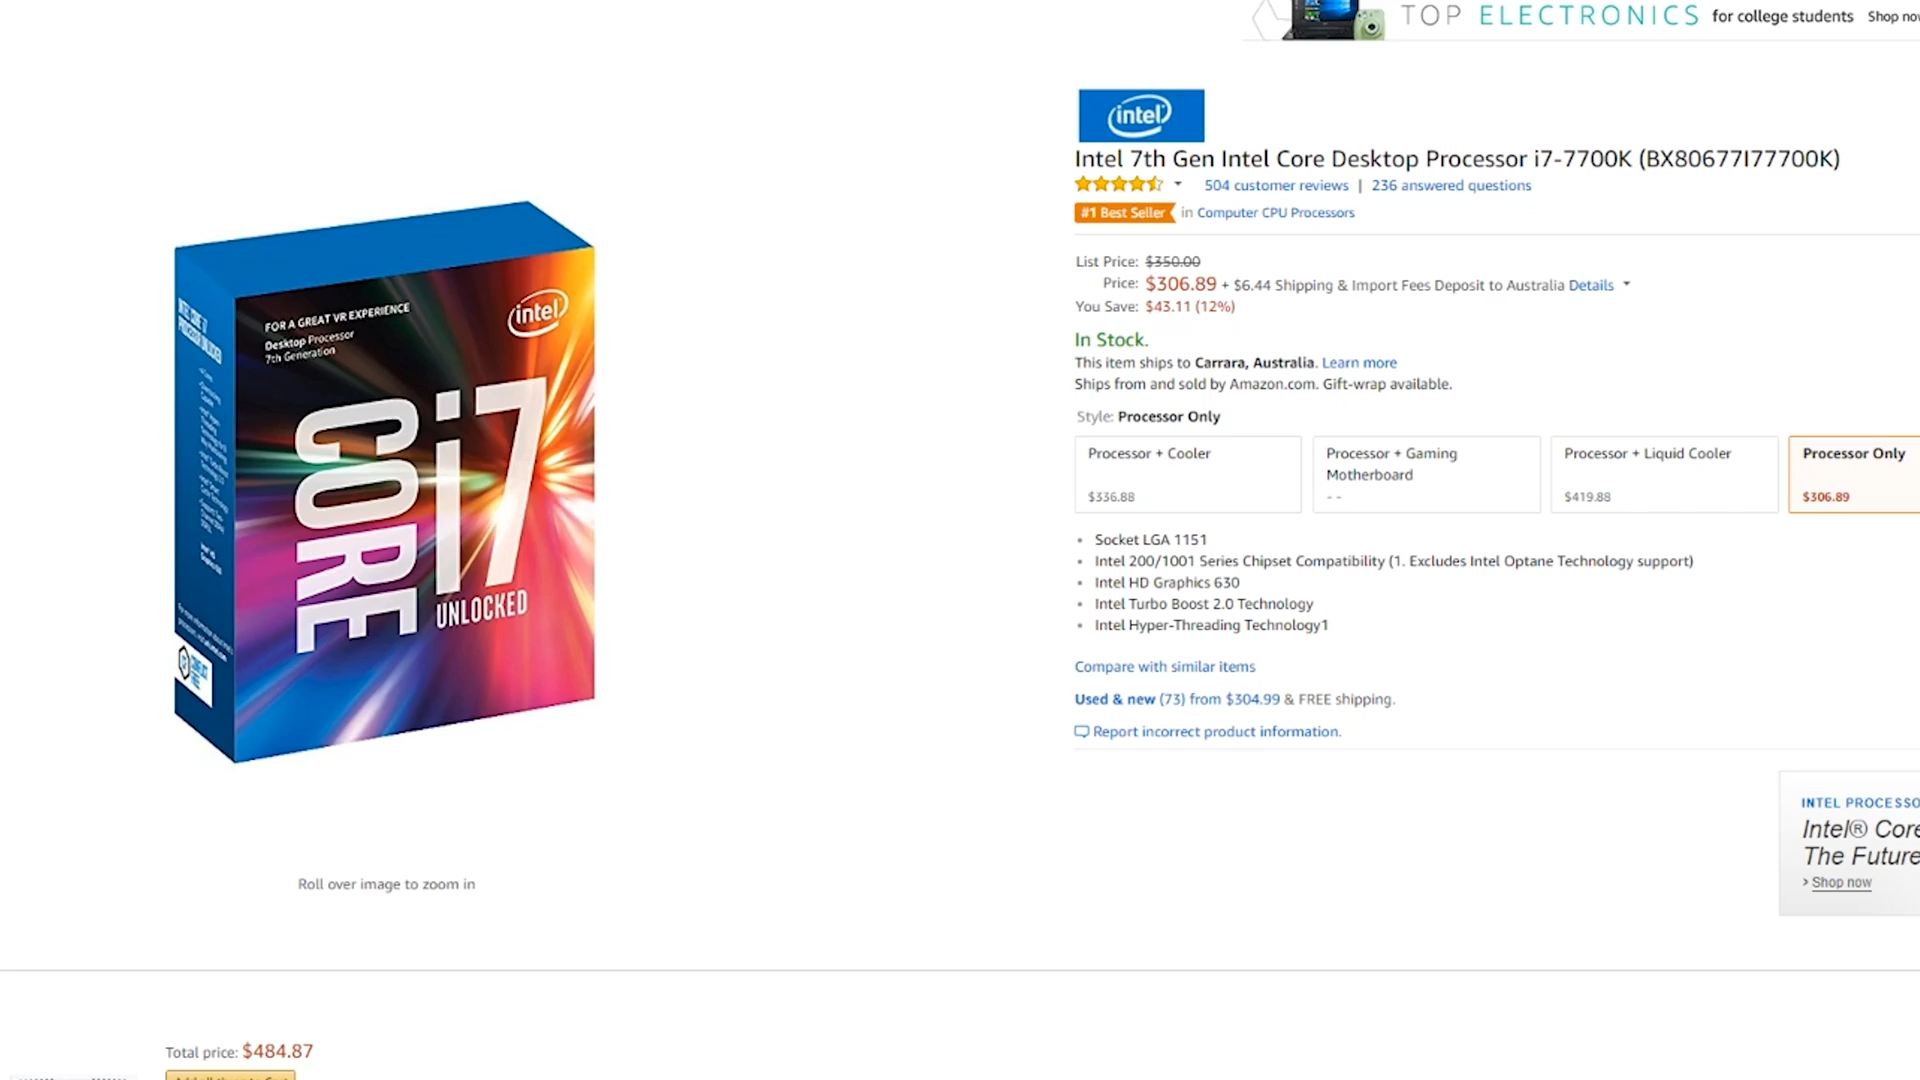 TOP ELECTRONICS for college students Shop now
intel
Intel 7th Gen Intel Core Desktop Processor i7-7700K (BX80677I77700K)
504 customer reviews | 236 answered questions
#1 Best Seller in Computer CPU Processors
List Price: $350.00
Price: $306.89 + $6.44 Shipping & Import Fees Deposit to Australia Details
You Save: $43.11 (12%)
In Stock.
This item ships to Carrara, Australia. Learn more
Ships from and sold by Amazon.com. Gift-wrap available.
Style: Processor Only
Processor + Cooler
$336.88
Processor + Gaming
Motherboard
- -
Processor + Liquid Cooler
$419.88
Processor Only
$306.89
• Socket LGA 1151
• Intel 200/1001 Series Chipset Compatibility (1. Excludes Intel Optane Technology support)
• Intel HD Graphics 630
• Intel Turbo Boost 2.0 Technology
• Intel Hyper-Threading Technology1
Compare with similar items
Used & new (73) from $304.99 & FREE shipping.
Report incorrect product information.
FOR A GREAT VR EXPERIENCE
Desktop Processor
7th Generation
intel
CORE i7
UNLOCKED
Roll over image to zoom in
INTEL PROCESSO
Intel® Core
The Future
› Shop now
Total price: $484.87